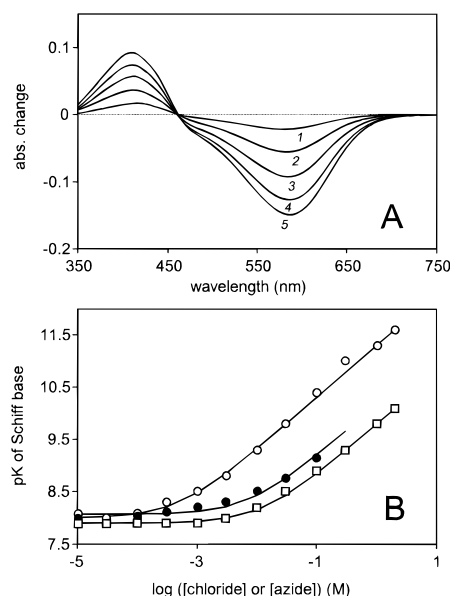 0.1
0
-0.1
-0.2
abs. change
1
2
3
4
5
A
350 450 550 650 750
wavelength (nm)
11.5
10.5
9.5
8.5
7.5
pK of Schiff base
B
-5 -3 -1 1
log ([chloride] or [azide]) (M)